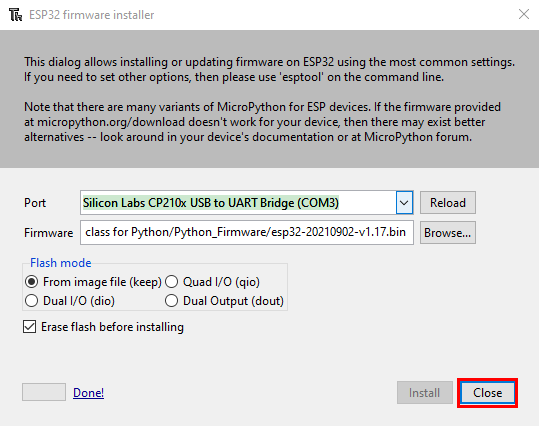 ESP32 firmware installer
This dialog allows installing or updating firmware on ESP32 using the most common settings.
If you need to set other options, then please use 'esptool' on the command line.
Note that there are many variants of MicroPython for ESP devices. If the firmware provided
at micropython.org/download doesn't work for your device, then there may exist better
alternatives -- look around in your device's documentation or at MicroPython forum.
Port Silicon Labs CP210x USB to UART Bridge (COM3) Reload
Firmware class for Python/Python_Firmware/esp32-20210902-v1.17.bin Browse...
Flash mode
From image file (keep) Quad I/O (qio)
Dual I/O (dio) Dual Output (dout)
Erase flash before installing
Done! Install Close